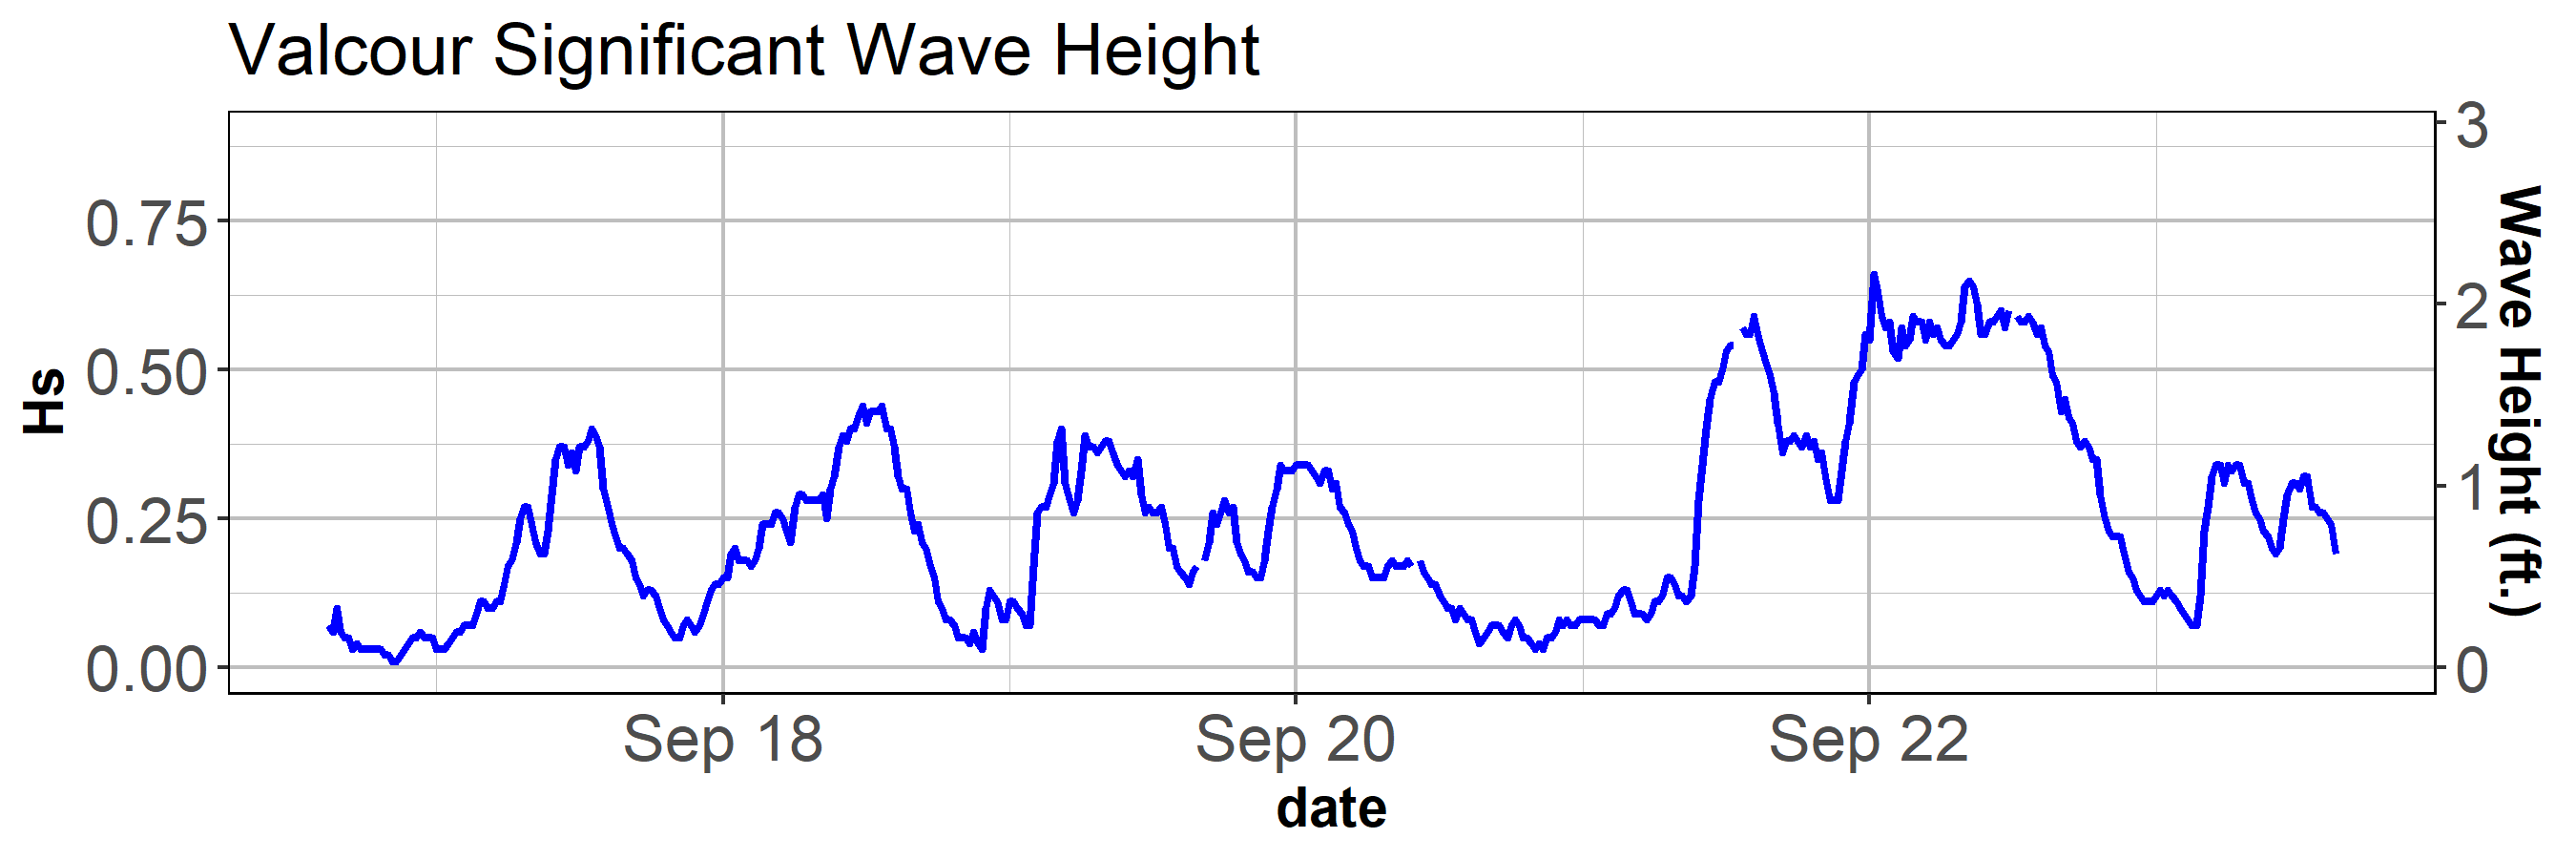 Valcour Significant Wave Height
Hs
0.75
0.50
0.25
0.00
3
2
1
0
Wave Height (ft.)
Sep 18
Sep 20
Sep 22
date